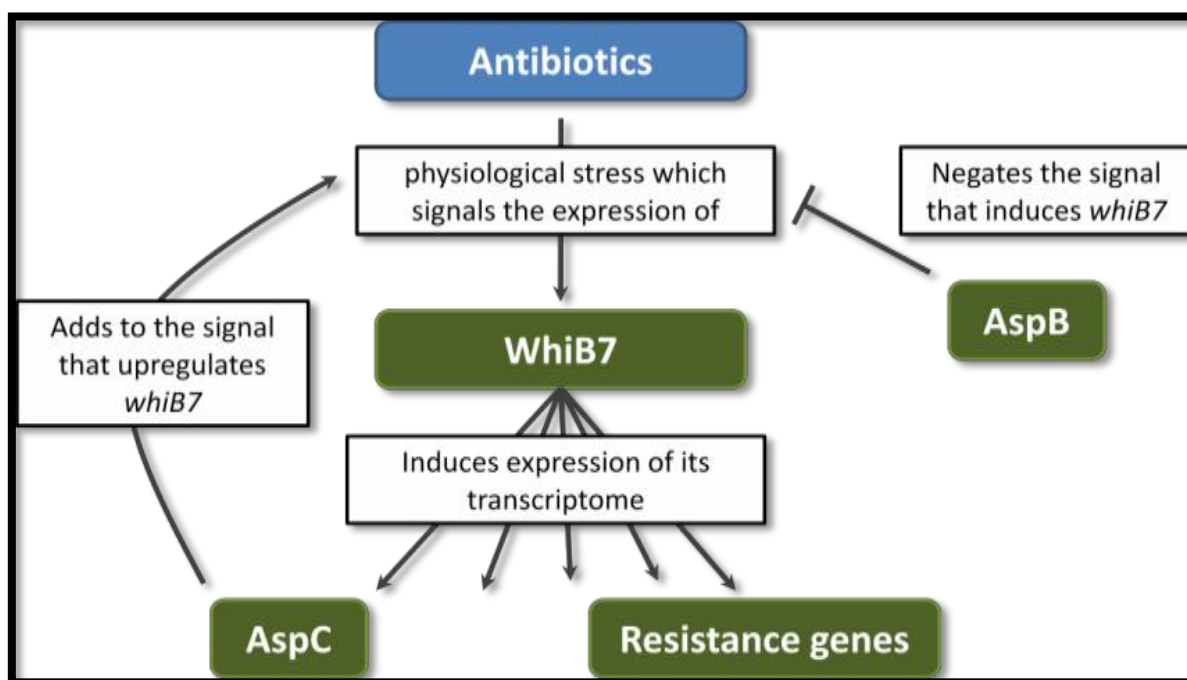 Antibiotics
physiological stress which
signals the expression of
Negates the signal
that induces whiB7
AspB
Adds to the signal
that upregulates
whiB7
WhiB7
Induces expression of its
transcriptome
AspC
Resistance genes